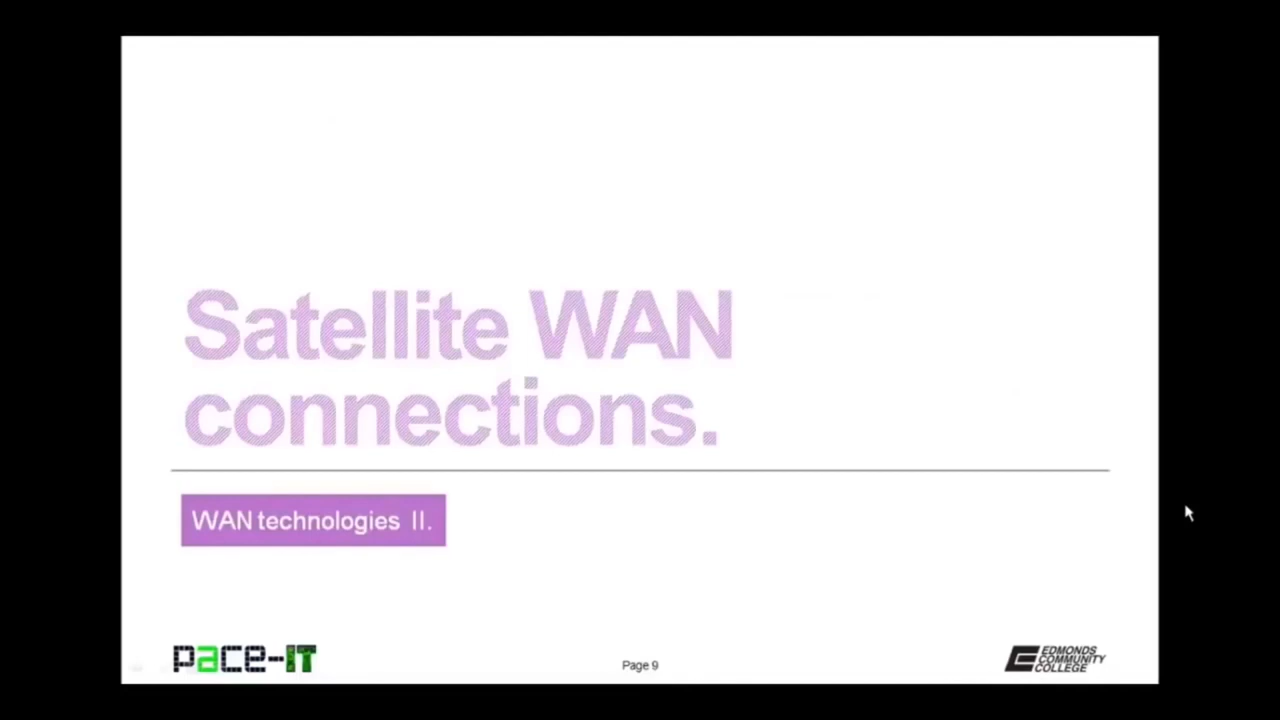 Satellite WAN
connections.
WAN technologies II.
pace-IT
Page 9
EDMONDS
COMMUNITY
COLLEGE